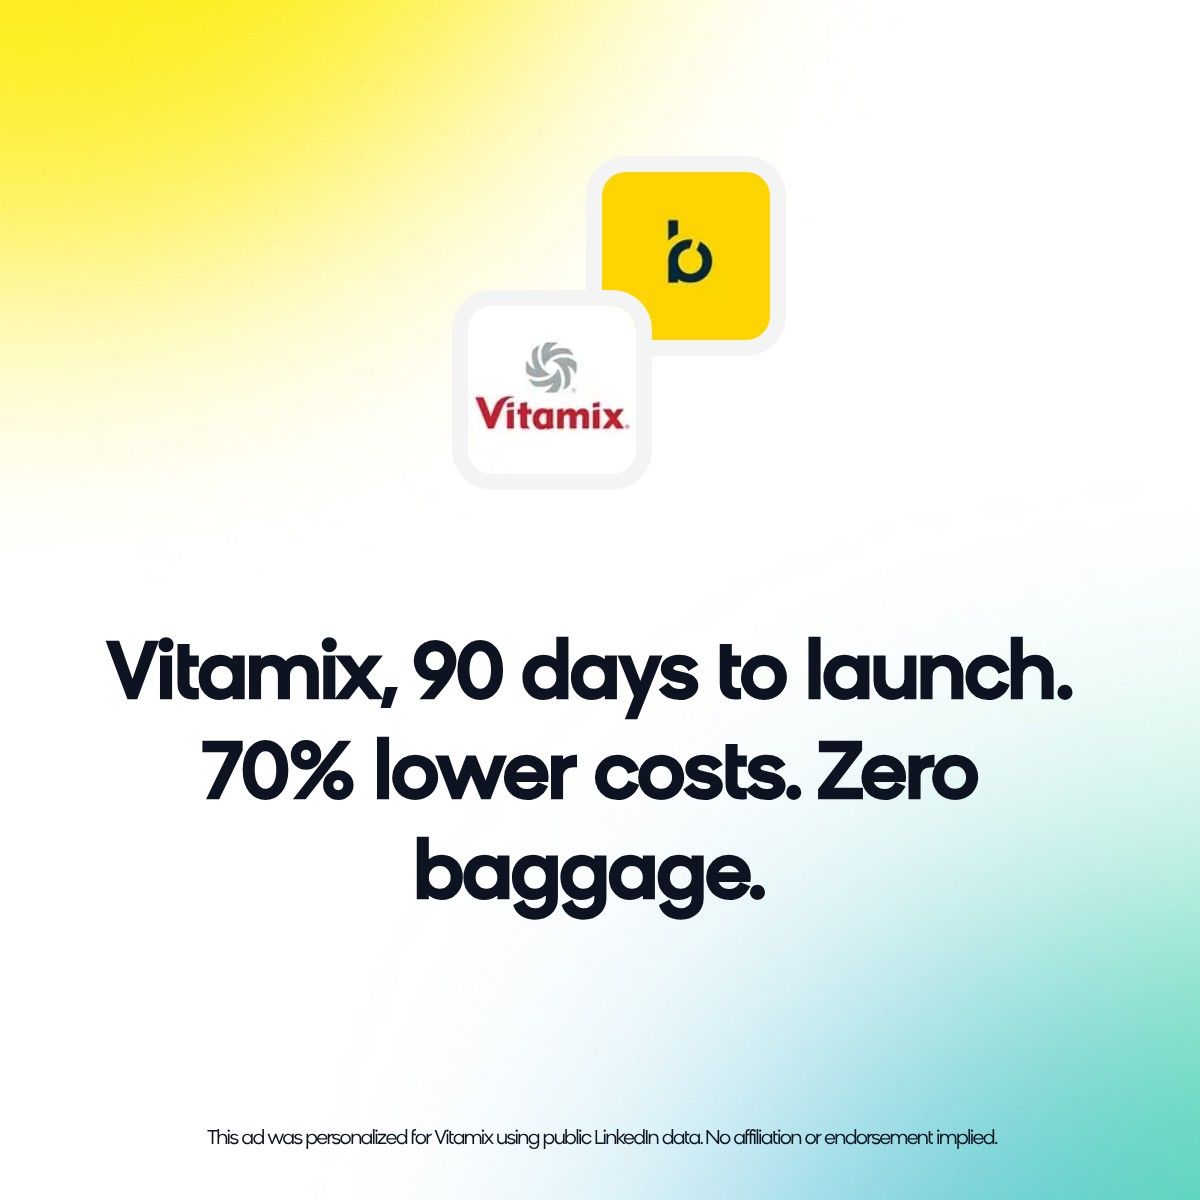 b
Vitamix
Vitamix, 90 days to launch.
70% lower costs. Zero
baggage.
This ad was personalized for Vitamix using public LinkedIn data. No affiliation or endorsement implied.